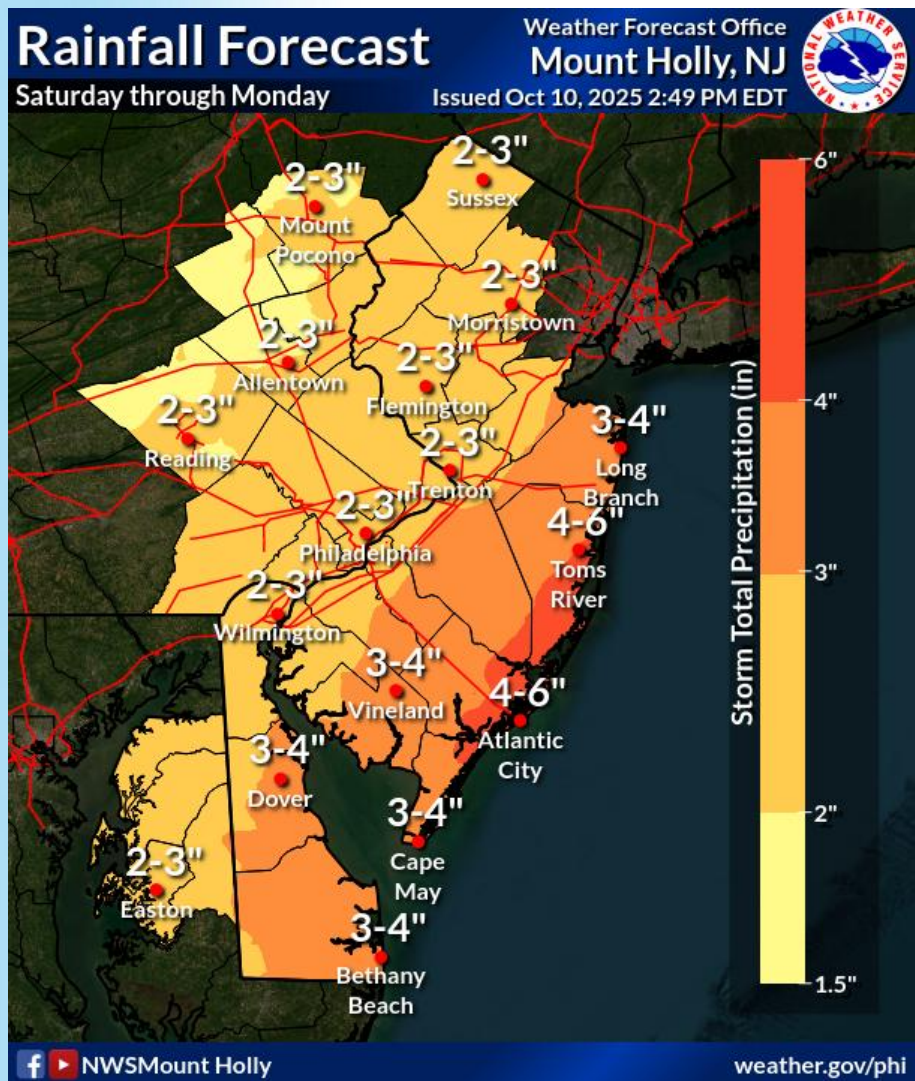 Rainfall Forecast
Saturday through Monday
Weather Forecast Office
Mount Holly, NJ
Issued Oct 10, 2025 2:49 PM EDT
NATIONAL WEATHER SERVICE
2-3"
Sussex
2-3"
Mount
Pocono
2-3"
Morristown
2-3"
Allentown
2-3"
Flemington
2-3"
Reading
2-3"
Trenton
3-4"
Long
Branch
2-3"
Philadelphia
4-6"
Toms
River
2-3"
Wilmington
3-4"
Vineland
4-6"
Atlantic
City
3-4"
Dover
3-4"
Cape
May
2-3"
Easton
3-4"
Bethany
Beach
Storm Total Precipitation (in)
6"
4"
3"
2"
1.5"
NWSMount Holly
weather.gov/phi